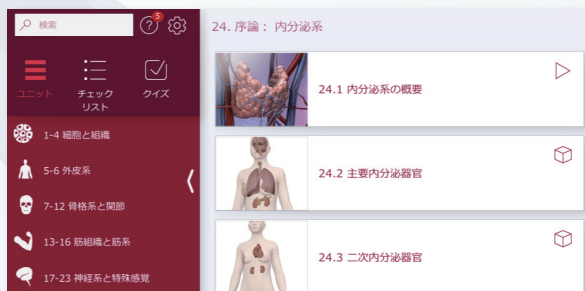 検索
? 5
ユニット
チェック
リスト
クイズ
1-4 細胞と組織
5-6 外皮系
7-12 骨格系と関節
13-16 筋組織と筋系
17-23 神経系と特殊感覚
24. 序論： 内分泌系
24.1 内分泌系の概要
24.2 主要内分泌器官
24.3 二次内分泌器官